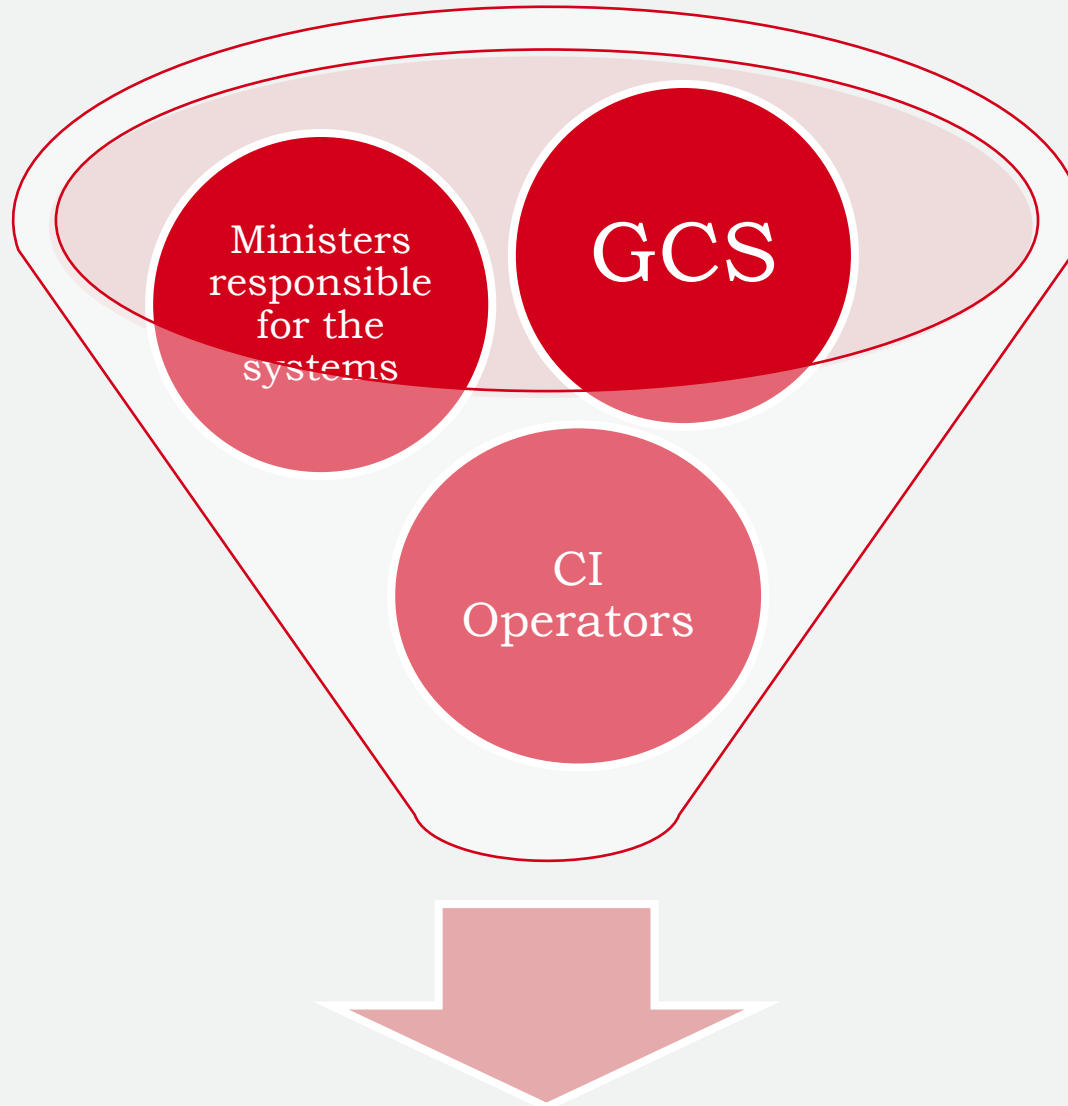 Ministers
responsible
for the
systems
GCS
CI
Operators